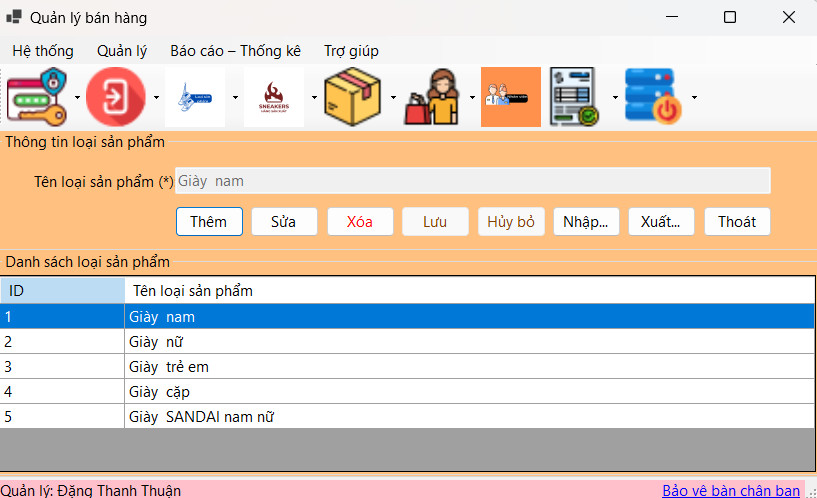 Quản lý bán hàng
Hệ thống Quản lý Báo cáo – Thống kê Trợ giúp
SNEAKERS
Thông tin loại sản phẩm
Tên loại sản phẩm (*) Giày nam
Thêm Sửa Xóa Lưu Hủy bỏ Nhập... Xuất... Thoát
Danh sách loại sản phẩm
ID Tên loại sản phẩm
1 Giày nam
2 Giày nữ
3 Giày trẻ em
4 Giày cặp
5 Giày SANDAI nam nữ
Quản lý: Đặng Thanh Thuận Bảo vệ bàn chân bạn